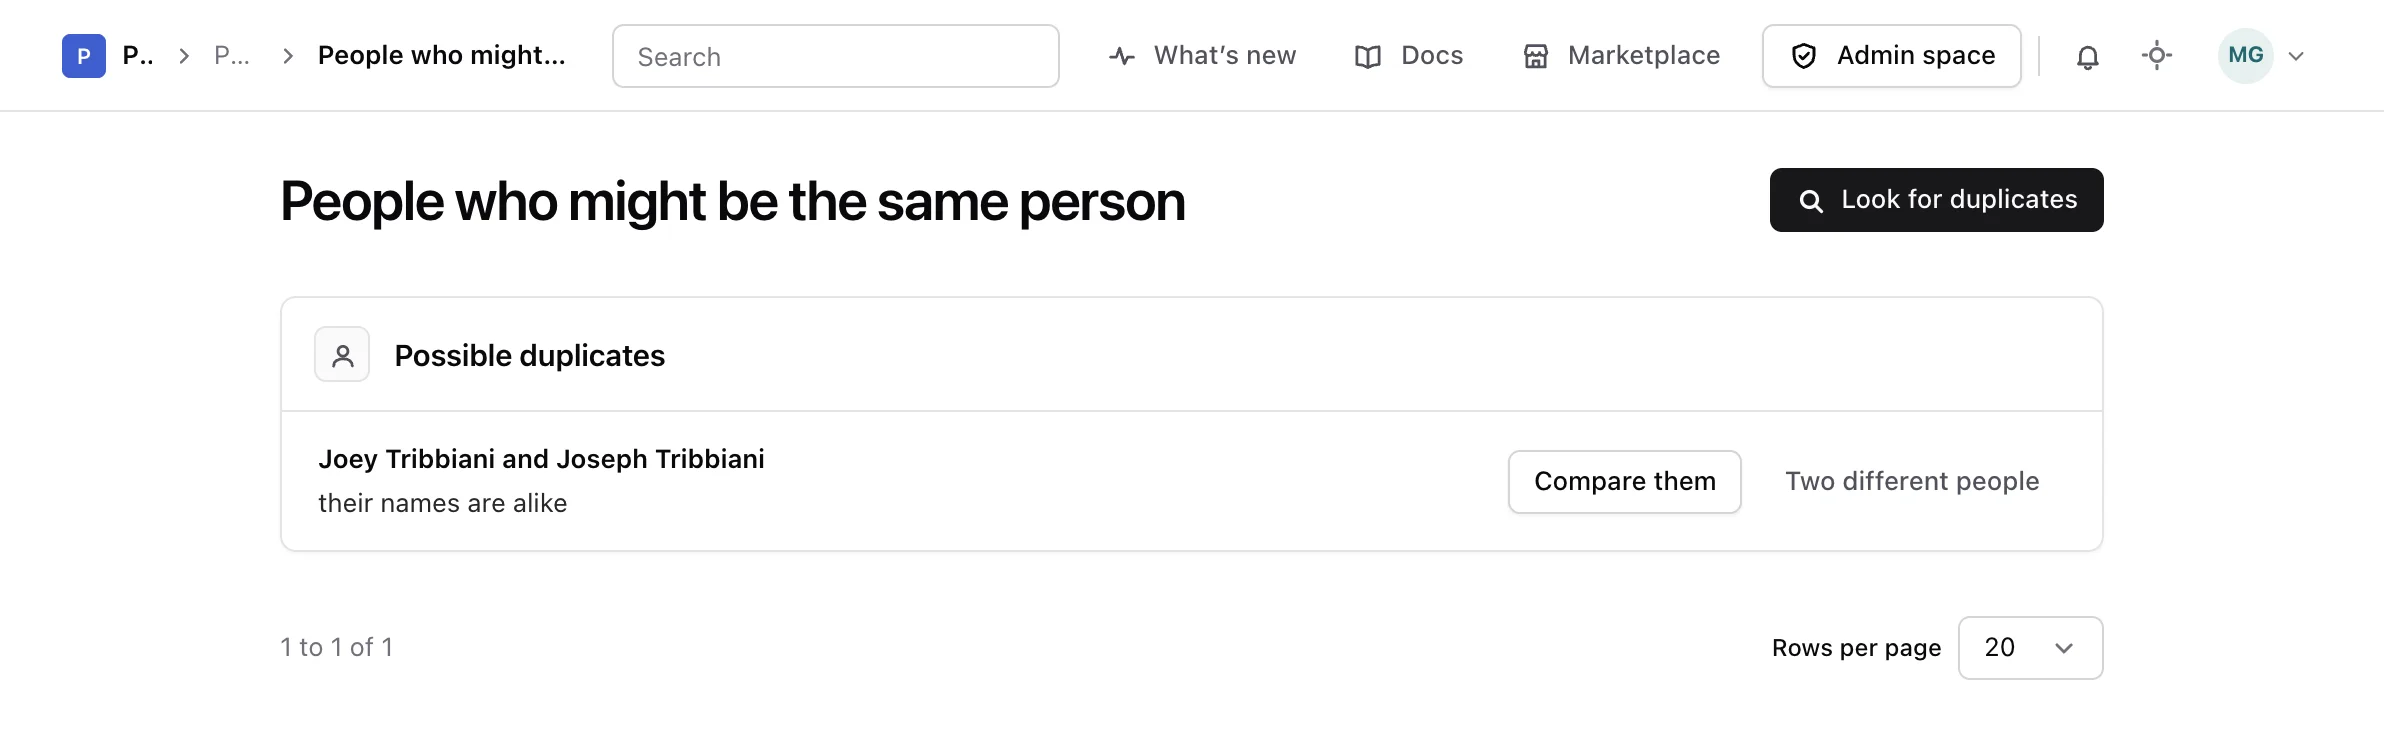 P P.. > P... > People who might... Search What’s new Docs Marketplace Admin space MG
People who might be the same person
Look for duplicates
Possible duplicates
Joey Tribbiani and Joseph Tribbiani
their names are alike
Compare them
Two different people
1 to 1 of 1
Rows per page 20